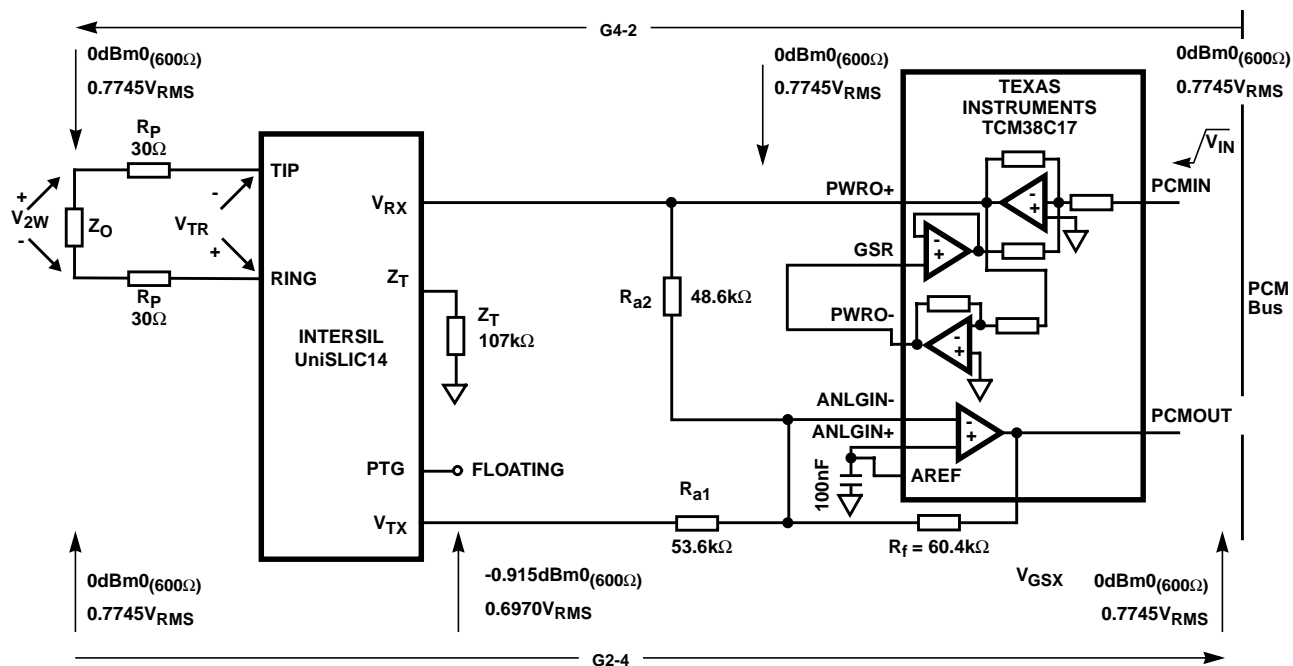 G4-2
0dBm0(600Ω)
0.7745VRMS
0dBm0(600Ω)
0.7745VRMS
0dBm0(600Ω)
0.7745VRMS
TEXAS
INSTRUMENTS
TCM38C17
RP
30Ω
TIP
+
V2W
-
ZO
-
VTR
+
RING
RP
30Ω
INTERSIL
UniSLIC14
VRX
ZT
ZT
107kΩ
PTG
FLOATING
VTX
Ra2
48.6kΩ
Ra1
53.6kΩ
Rf = 60.4kΩ
PWRO+
-
+
VIN
PCMIN
GSR
-
+
PWRO-
-
+
PCM
Bus
ANLGIN-
ANLGIN+
-
+
PCMOUT
AREF
100nF
0dBm0(600Ω)
0.7745VRMS
-0.915dBm0(600Ω)
0.6970VRMS
VGSX
0dBm0(600Ω)
0.7745VRMS
G2-4